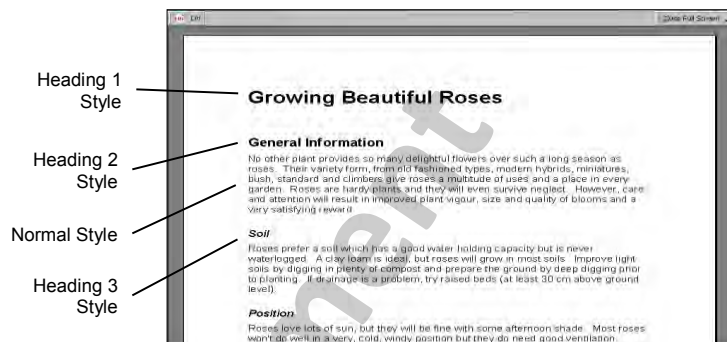 Edit
Close Full Screen
Heading 1
Style
Growing Beautiful Roses
Heading 2
Style
General Information
No other plant provides so many delightful flowers over such a long season as
roses. Their variety form, from old fashioned types, modern hybrids, miniatures,
bush, standard and climbers give roses a multitude of uses and a place in every
garden. Roses are hardy plants and they will even survive neglect. However, care
and attention will result in improved plant vigour, size and quality of blooms and a
very satisfying reward.
Normal Style
Heading 3
Style
Soil
Roses prefer a soil which has a good water holding capacity but is never
waterlogged. A clay loam is ideal, but roses will grow in most soils. Improve light
soils by digging in plenty of compost and prepare the ground by deep digging prior
to planting. If drainage is a problem, try raised beds (at least 30 cm above ground
level).
Position
Roses love lots of sun, but they will be fine with some afternoon shade. Most roses
won't do well in a very, cold, windy position but they do need good ventilation.
nent